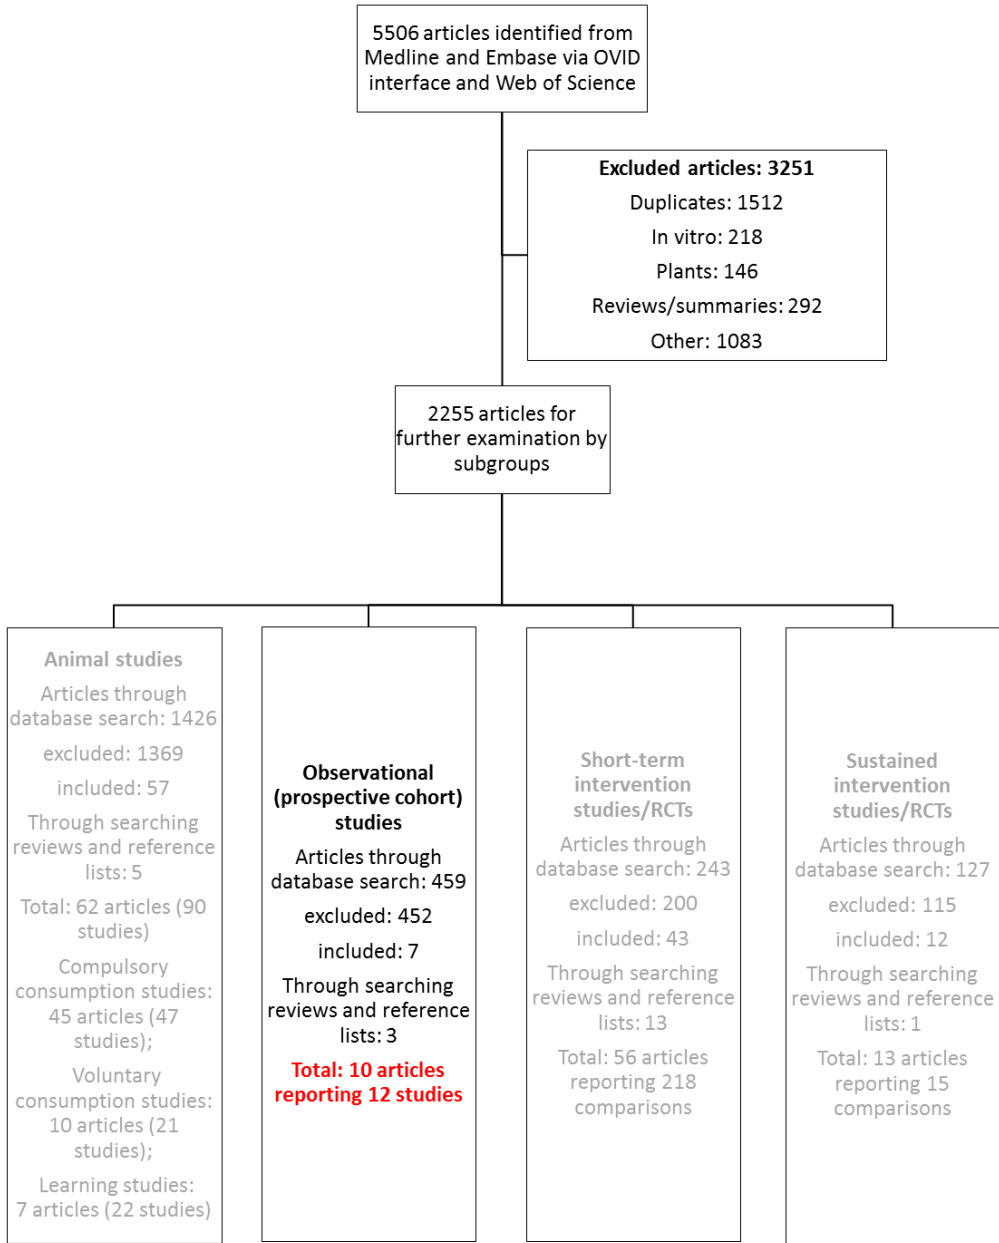 5506 articles identified from
Medline and Embase via OVID
interface and Web of Science
Excluded articles: 3251
Duplicates: 1512
In vitro: 218
Plants: 146
Reviews/summaries: 292
Other: 1083
2255 articles for
further examination by
subgroups
Animal studies
Articles through
database search: 1426
excluded: 1369
included: 57
Through searching
reviews and reference
lists: 5
Total: 62 articles (90
studies)
Compulsory
consumption studies:
45 articles (47
studies);
Voluntary
consumption studies:
10 articles (21
studies);
Learning studies:
7 articles (22 studies)
Observational
(prospective cohort)
studies
Articles through
database search: 459
excluded: 452
included: 7
Through searching
reviews and reference
lists: 3
Total: 10 articles
reporting 12 studies
Short-term
intervention
studies/RCTs
Articles through
database search: 243
excluded: 200
included: 43
Through searching
reviews and reference
lists: 13
Total: 56 articles
reporting 218
comparisons
Sustained
intervention
studies/RCTs
Articles through
database search: 127
excluded: 115
included: 12
Through searching
reviews and reference
lists: 1
Total: 13 articles
reporting 15
comparisons